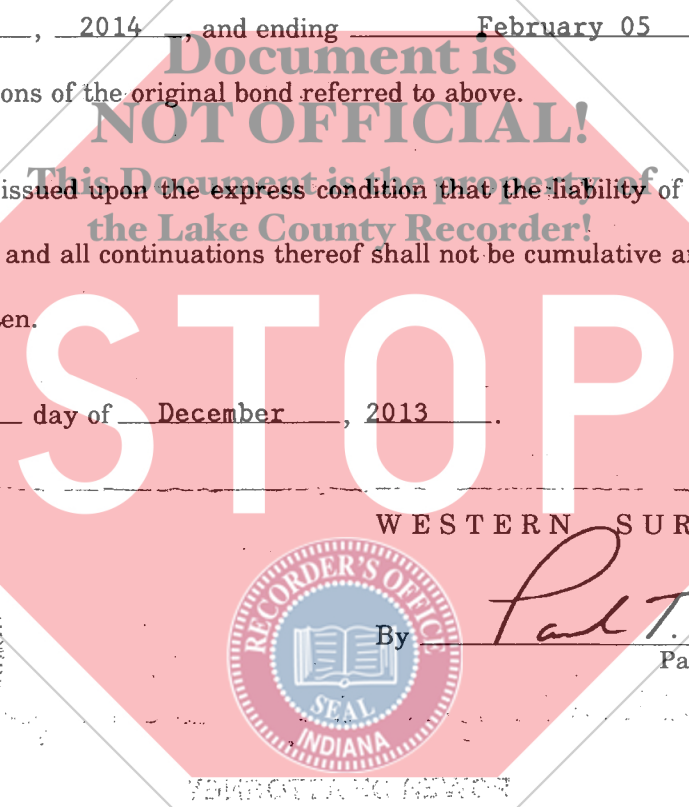 , 2014, and ending February 05
Document is
ons of the original bond referred to above.
NOT OFFICIAL!
This Document is the property of
issued upon the express condition that the liability of
the Lake County Recorder!
and all continuations thereof shall not be cumulative a
en.
STOP
day of December, 2013.
WESTERN SUR
RECORDER'S OFFICE
By Paul T.
Pa
SEAL
INDIANA